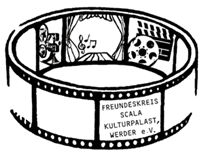 FREUNDESKREIS
SCALA
KULTURPALAST,
WERDER e.V.